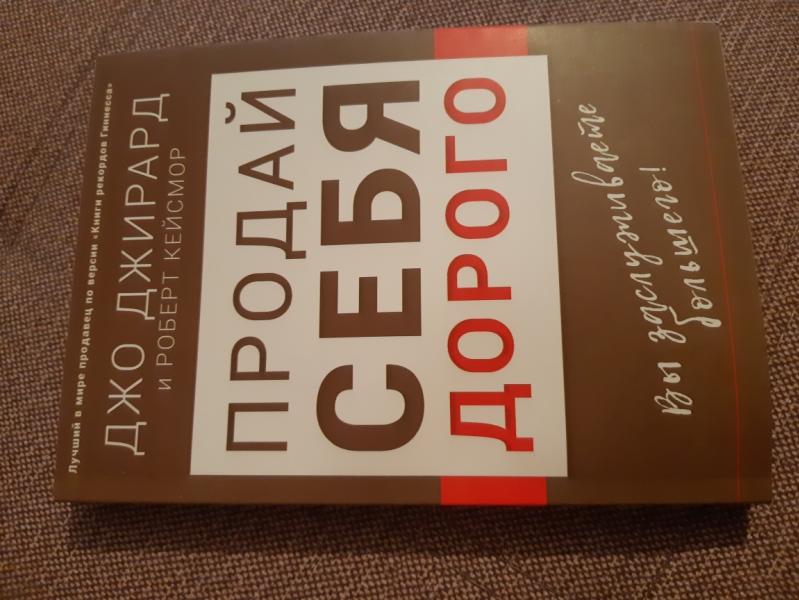 Лучший в мире продавец по версии «Книги рекордов Гиннесса»
ДЖО ДЖИРАРД
И РОБЕРТ КЕЙСМОР
ПРОДАЙ
СЕБЯ
ДОРОГО
Вы заслуживаете
большего!